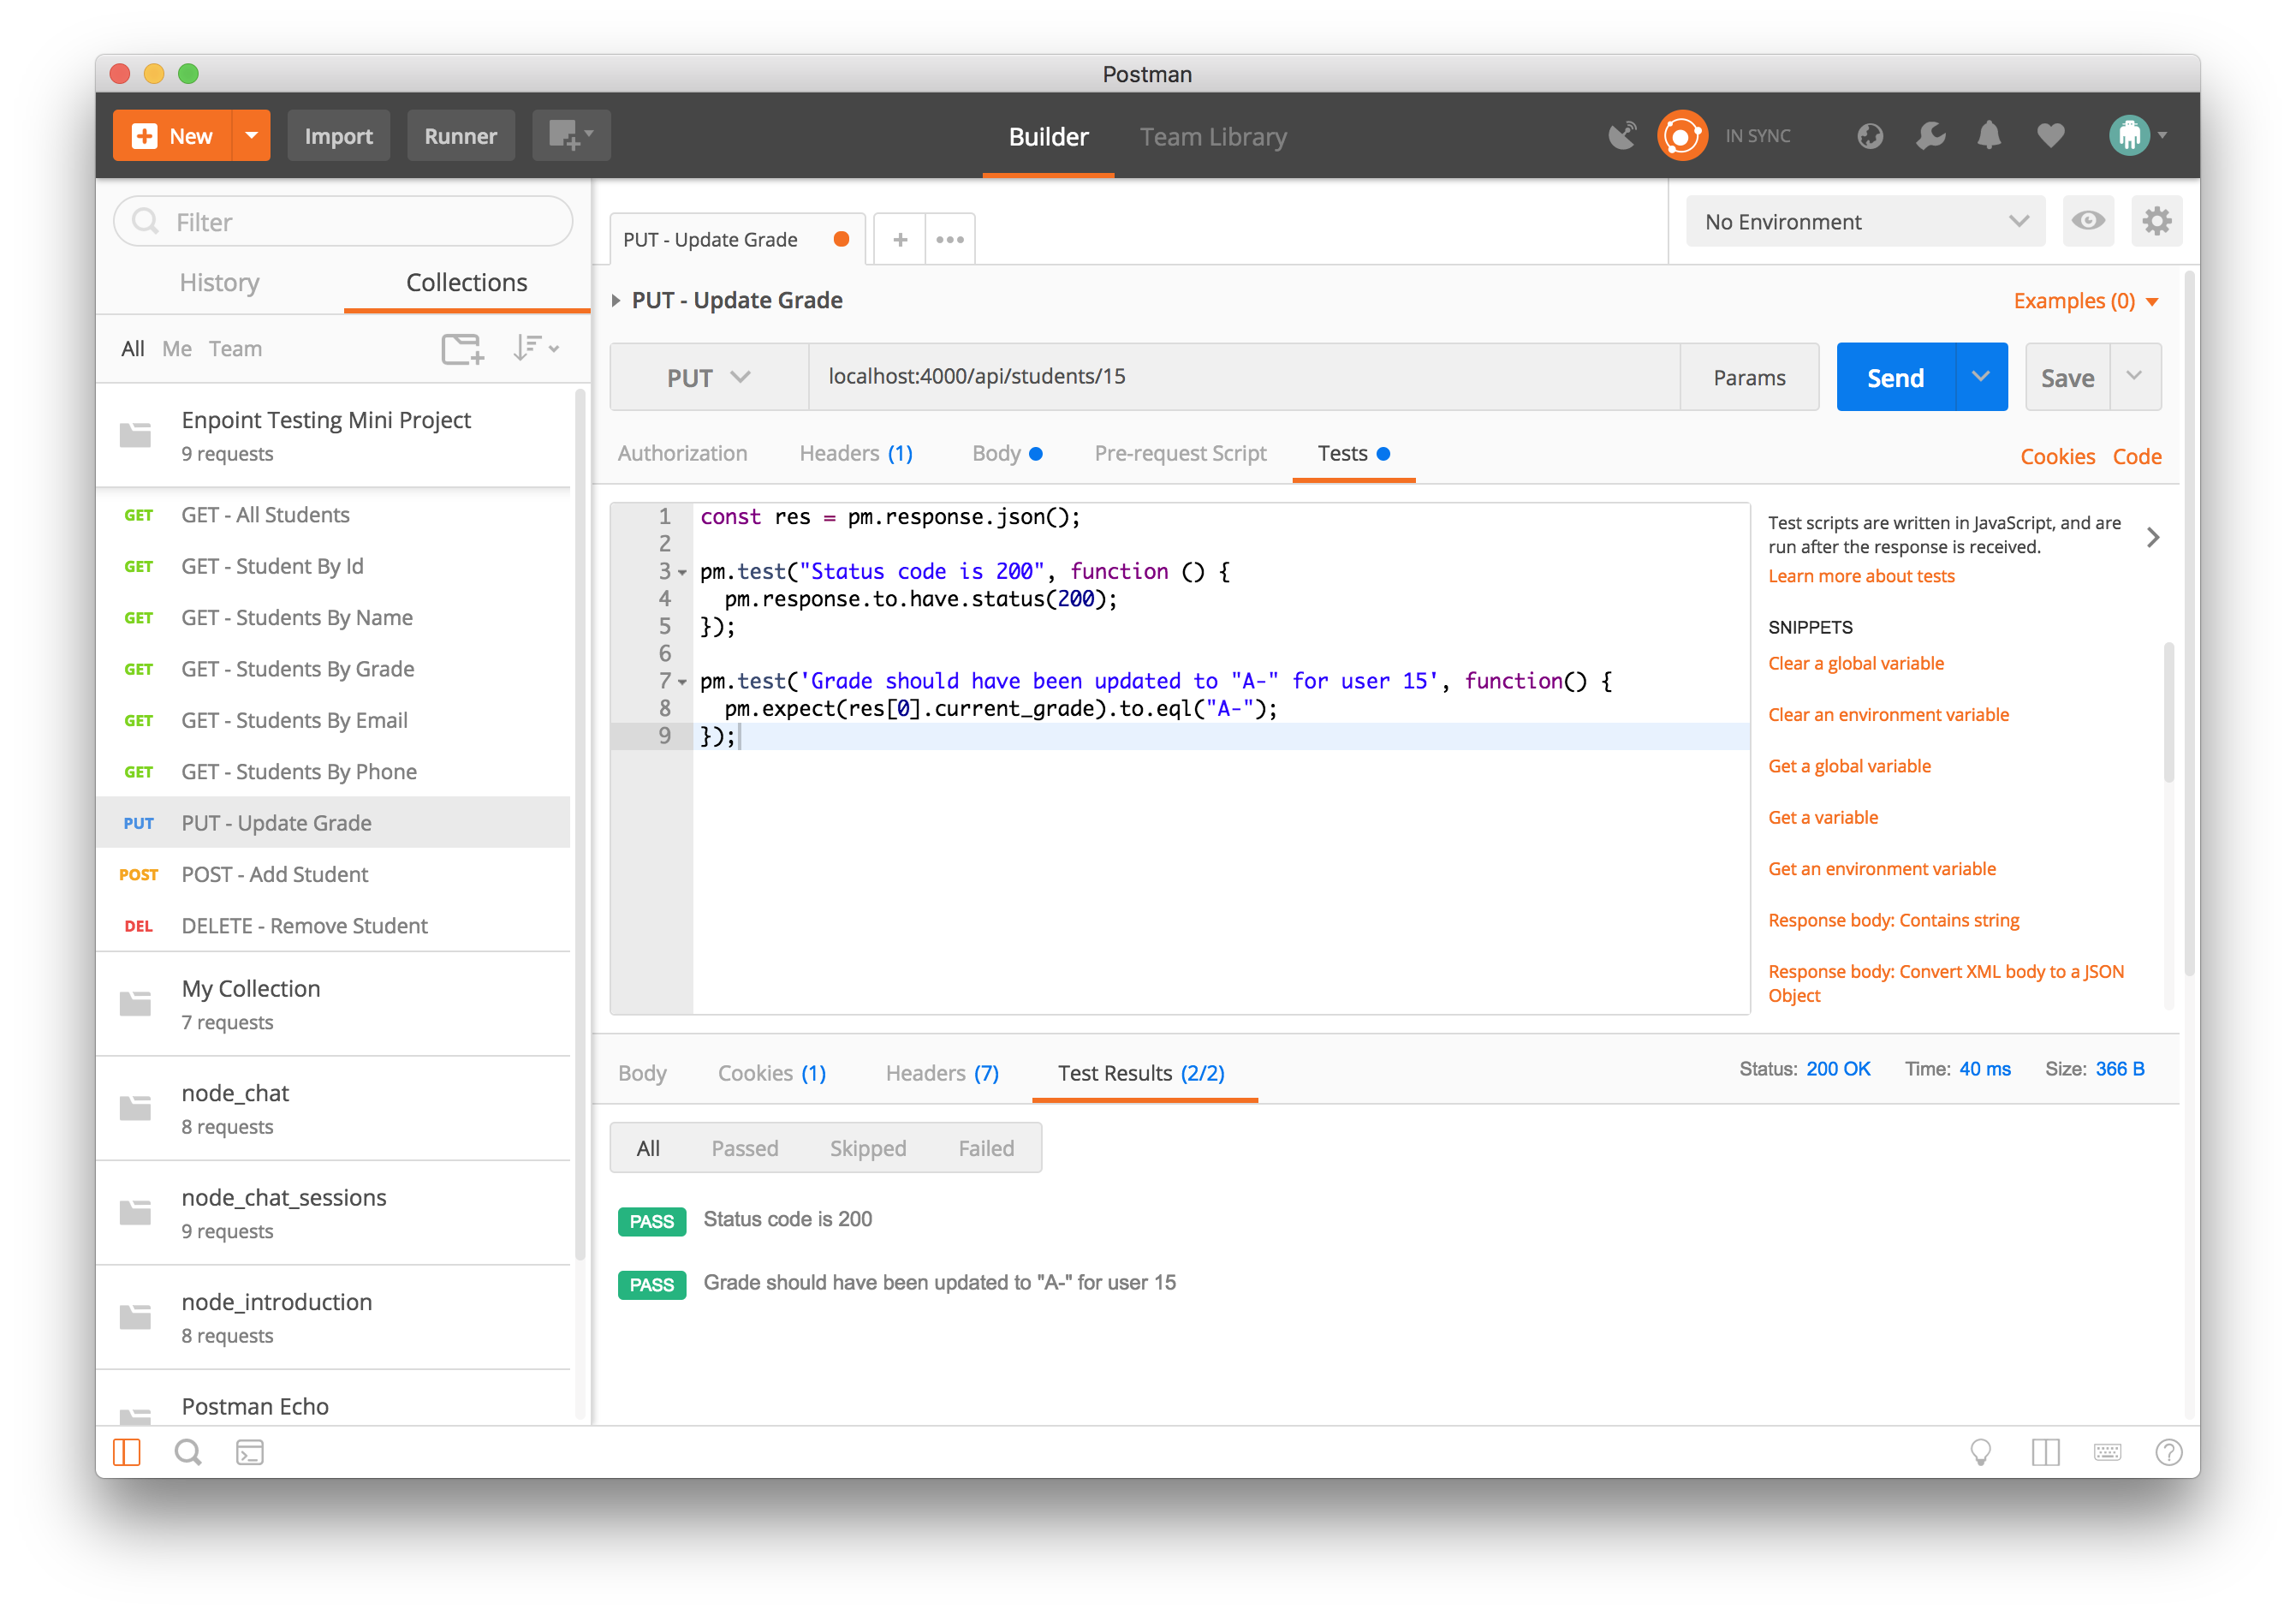 Postman
New
Import
Runner
Builder
Team Library
IN SYNC
Filter
History
Collections
All Me Team
Enpoint Testing Mini Project
9 requests
GET GET - All Students
GET GET - Student By Id
GET GET - Students By Name
GET GET - Students By Grade
GET GET - Students By Email
GET GET - Students By Phone
PUT PUT - Update Grade
POST POST - Add Student
DEL DELETE - Remove Student
My Collection
7 requests
node_chat
8 requests
node_chat_sessions
9 requests
node_introduction
8 requests
Postman Echo
PUT - Update Grade
No Environment
PUT - Update Grade
Examples (0)
PUT
localhost:4000/api/students/15
Params
Send
Save
Authorization
Headers (1)
Body
Pre-request Script
Tests
Cookies Code
1 const res = pm.response.json();
2
3 pm.test("Status code is 200", function () {
4 pm.response.to.have.status(200);
5 });
6
7 pm.test('Grade should have been updated to "A-" for user 15', function() {
8 pm.expect(res[0].current_grade).to.eql("A-");
9 });
Test scripts are written in JavaScript, and are
run after the response is received.
Learn more about tests
SNIPPETS
Clear a global variable
Clear an environment variable
Get a global variable
Get a variable
Get an environment variable
Response body: Contains string
Response body: Convert XML body to a JSON
Object
Body
Cookies (1)
Headers (7)
Test Results (2/2)
Status: 200 OK
Time: 40 ms
Size: 366 B
All
Passed
Skipped
Failed
PASS Status code is 200
PASS Grade should have been updated to "A-" for user 15